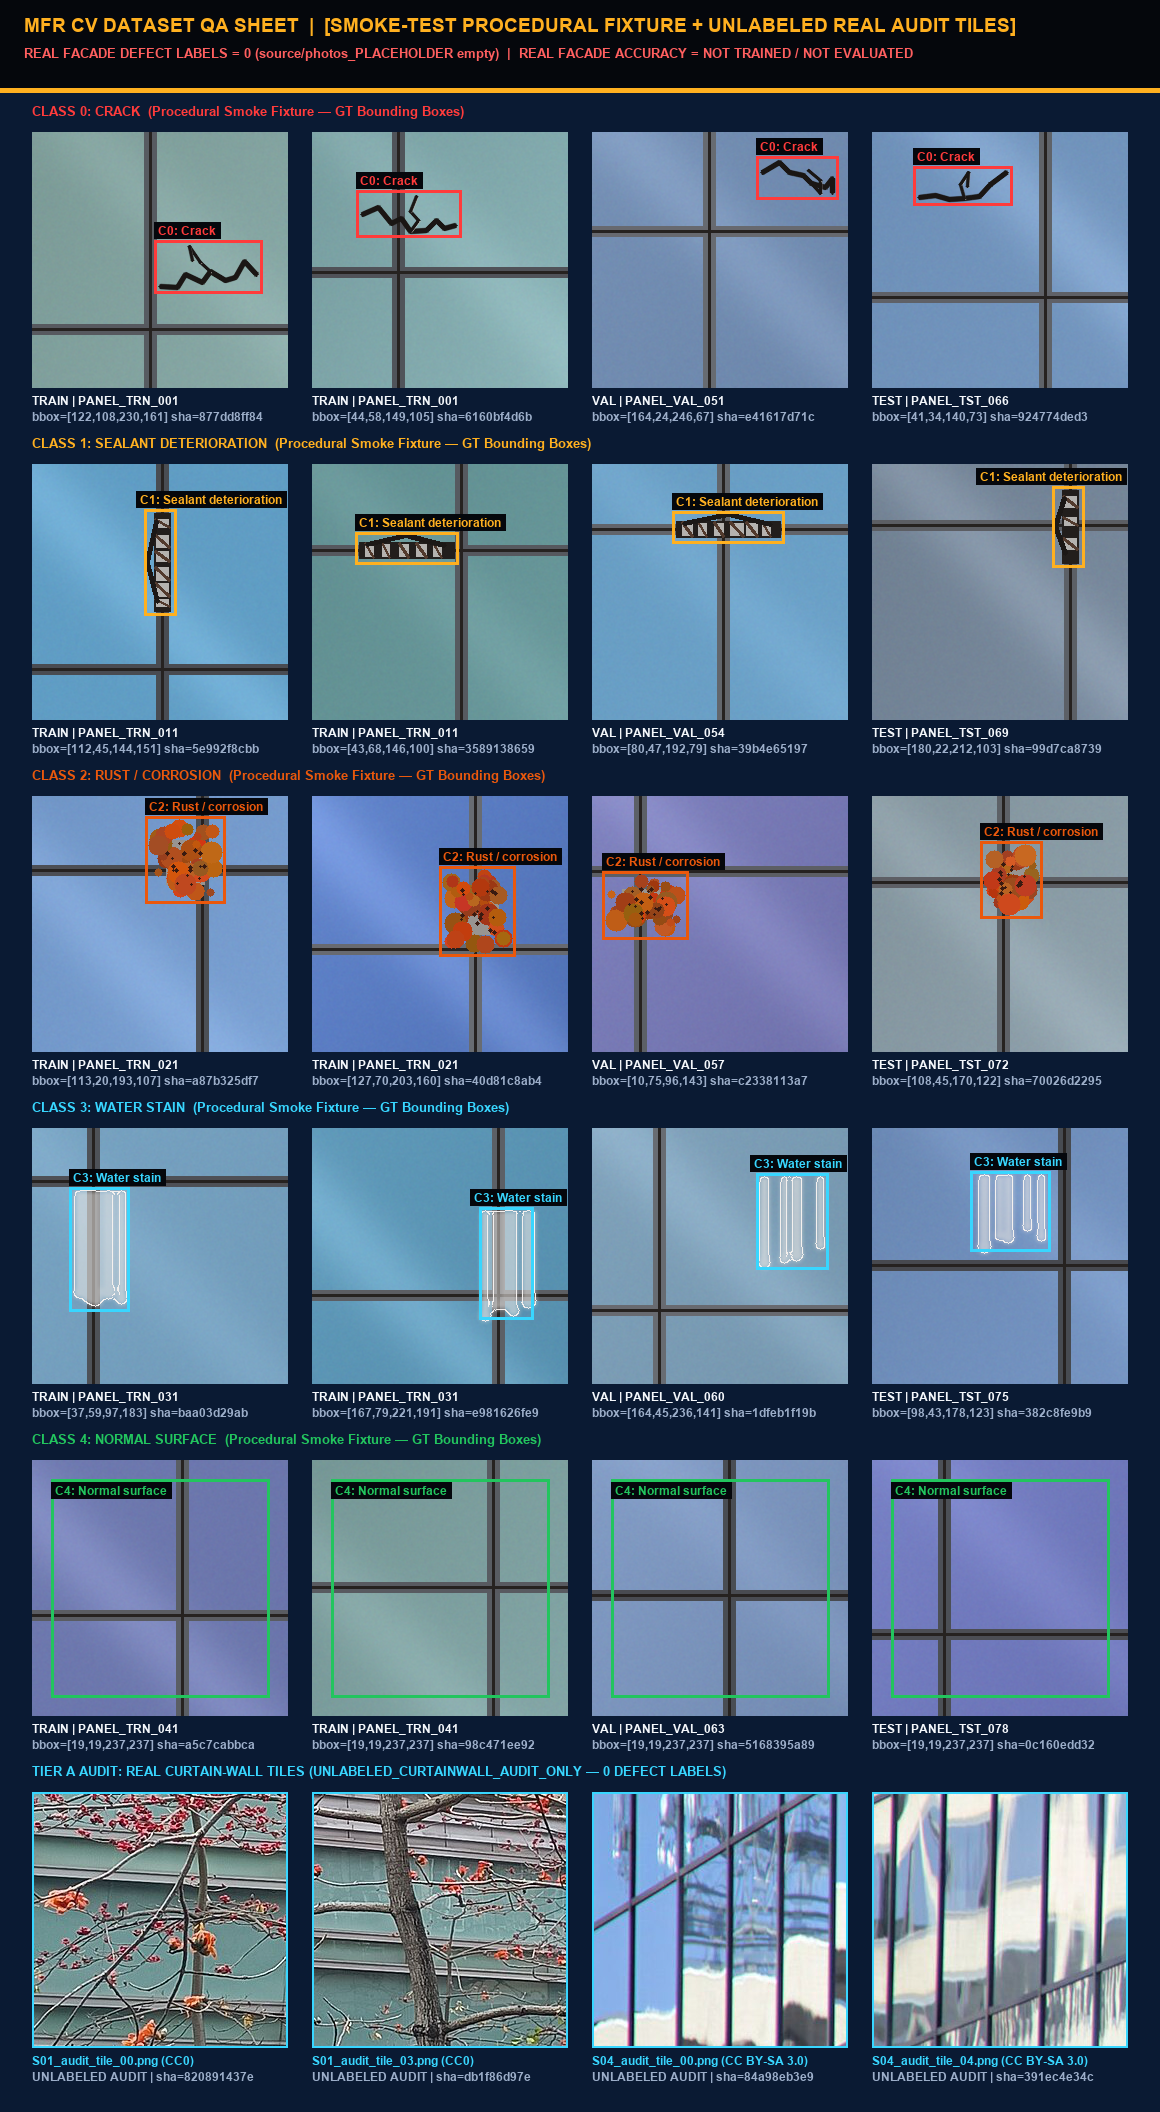 MFR CV DATASET QA SHEET | [SMOKE-TEST PROCEDURAL FIXTURE + UNLABELED REAL AUDIT TILES]
REAL FACADE DEFECT LABELS = 0 (source/photos_PLACEHOLDER empty) | REAL FACADE ACCURACY = NOT TRAINED / NOT EVALUATED
CLASS 0: CRACK (Procedural Smoke Fixture — GT Bounding Boxes)
C0: Crack
C0: Crack
C0: Crack
C0: Crack
TRAIN | PANEL_TRN_001
bbox=[122,108,230,161] sha=877dd8ff84
TRAIN | PANEL_TRN_001
bbox=[44,58,149,105] sha=6160bf4d6b
VAL | PANEL_VAL_051
bbox=[164,24,246,67] sha=e41617d71c
TEST | PANEL_TST_066
bbox=[41,34,140,73] sha=924774ded3
CLASS 1: SEALANT DETERIORATION (Procedural Smoke Fixture — GT Bounding Boxes)
C1: Sealant deterioration
C1: Sealant deterioration
C1: Sealant deterioration
C1: Sealant deterioration
TRAIN | PANEL_TRN_011
bbox=[112,45,144,151] sha=5e992f8cbb
TRAIN | PANEL_TRN_011
bbox=[43,68,146,100] sha=3589138659
VAL | PANEL_VAL_054
bbox=[80,47,192,79] sha=39b4e65197
TEST | PANEL_TST_069
bbox=[180,22,212,103] sha=99d7ca8739
CLASS 2: RUST / CORROSION (Procedural Smoke Fixture — GT Bounding Boxes)
C2: Rust / corrosion
C2: Rust / corrosion
C2: Rust / corrosion
C2: Rust / corrosion
TRAIN | PANEL_TRN_021
bbox=[113,20,193,107] sha=a87b325df7
TRAIN | PANEL_TRN_021
bbox=[127,70,203,160] sha=40d81c8ab4
VAL | PANEL_VAL_057
bbox=[10,75,96,143] sha=c2338113a7
TEST | PANEL_TST_072
bbox=[108,45,170,122] sha=70026d2295
CLASS 3: WATER STAIN (Procedural Smoke Fixture — GT Bounding Boxes)
C3: Water stain
C3: Water stain
C3: Water stain
C3: Water stain
TRAIN | PANEL_TRN_031
bbox=[37,59,97,183] sha=baa03d29ab
TRAIN | PANEL_TRN_031
bbox=[167,79,221,191] sha=e981626fe9
VAL | PANEL_VAL_060
bbox=[164,45,236,141] sha=1dfeb1f19b
TEST | PANEL_TST_075
bbox=[98,43,178,123] sha=382c8fe9b9
CLASS 4: NORMAL SURFACE (Procedural Smoke Fixture — GT Bounding Boxes)
C4: Normal surface
C4: Normal surface
C4: Normal surface
C4: Normal surface
TRAIN | PANEL_TRN_041
bbox=[19,19,237,237] sha=a5c7cabbca
TRAIN | PANEL_TRN_041
bbox=[19,19,237,237] sha=98c471ee92
VAL | PANEL_VAL_063
bbox=[19,19,237,237] sha=5168395a89
TEST | PANEL_TST_078
bbox=[19,19,237,237] sha=0c160edd32
TIER A AUDIT: REAL CURTAIN-WALL TILES (UNLABELED_CURTAINWALL_AUDIT_ONLY — 0 DEFECT LABELS)
S01_audit_tile_00.png (CC0)
UNLABELED AUDIT | sha=820891437e
S01_audit_tile_03.png (CC0)
UNLABELED AUDIT | sha=db1f86d97e
S04_audit_tile_00.png (CC BY-SA 3.0)
UNLABELED AUDIT | sha=84a98eb3e9
S04_audit_tile_04.png (CC BY-SA 3.0)
UNLABELED AUDIT | sha=391ec4e34c